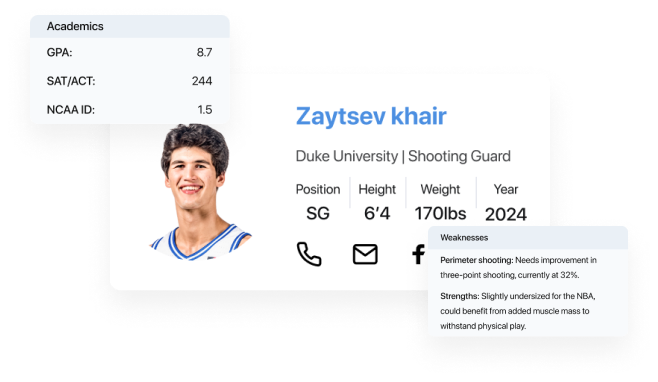 Academics
GPA: 8.7
SAT/ACT: 244
NCAA ID: 1.5
Zaytsev khair
Duke University | Shooting Guard
Position Height Weight Year
SG 6’4 170lbs 2024
Weaknesses
Perimeter shooting: Needs improvement in
three-point shooting, currently at 32%.
Strengths: Slightly undersized for the NBA,
could benefit from added muscle mass to
withstand physical play.